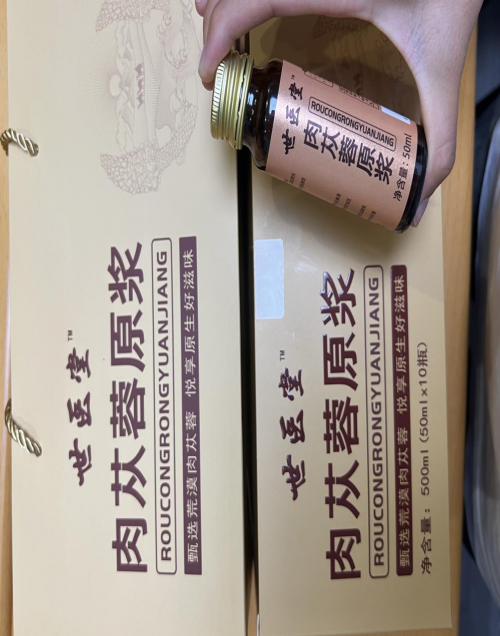 世医堂™
肉苁蓉原浆
ROUCONGRONGYUANJIANG
净含量：50ml
世医堂™
肉苁蓉原浆
ROUCONGRONGYUANJIANG
甄选荒漠肉苁蓉 悦享原生好滋味
世医堂™
肉苁蓉原浆
ROUCONGRONGYUANJIANG
甄选荒漠肉苁蓉 悦享原生好滋味
净含量：500ml（50ml×10瓶）